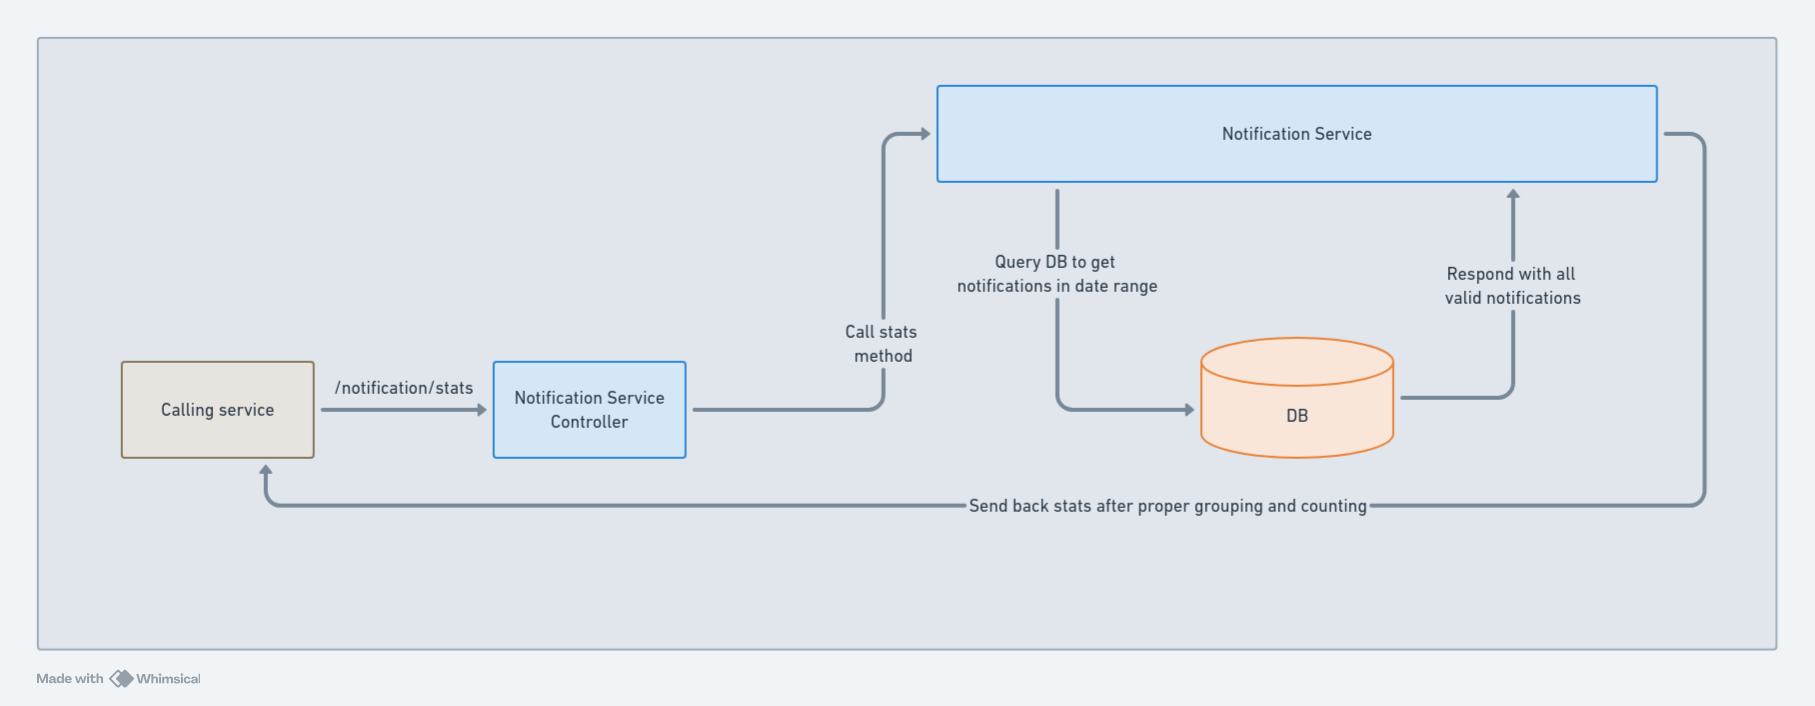 Notification Service
Query DB to get
notifications in date range
Respond with all
valid notifications
Call stats
method
/notification/stats
Calling service
Notification Service
Controller
DB
Send back stats after proper grouping and counting
Made with Whimsical